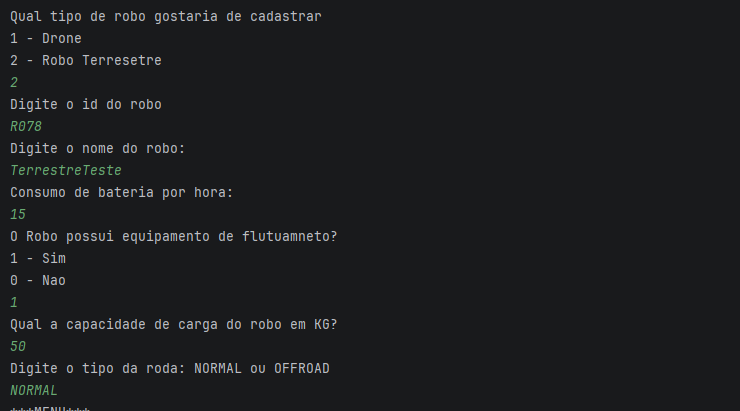 Qual tipo de robo gostaria de cadastrar
1 - Drone
2 - Robo Terresetre
2
Digite o id do robo
R078
Digite o nome do robo:
TerrestreTeste
Consumo de bateria por hora:
15
O Robo possui equipamento de flutuamneto?
1 - Sim
0 - Nao
1
Qual a capacidade de carga do robo em KG?
50
Digite o tipo da roda: NORMAL ou OFFROAD
NORMAL
***MENU***